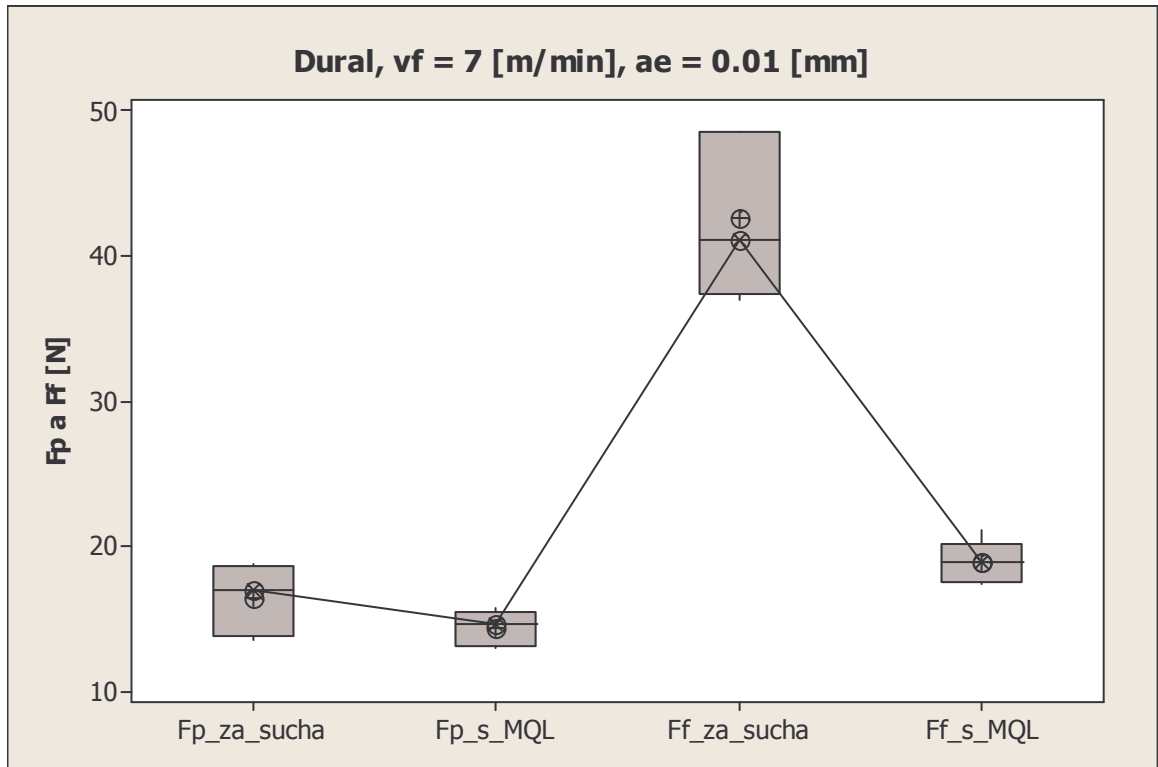 Dural, vf = 7 [m/min], ae = 0.01 [mm]
50
40
30
20
10
Fp a Ff [N]
Fp_za_sucha
Fp_s_MQL
Ff_za_sucha
Ff_s_MQL